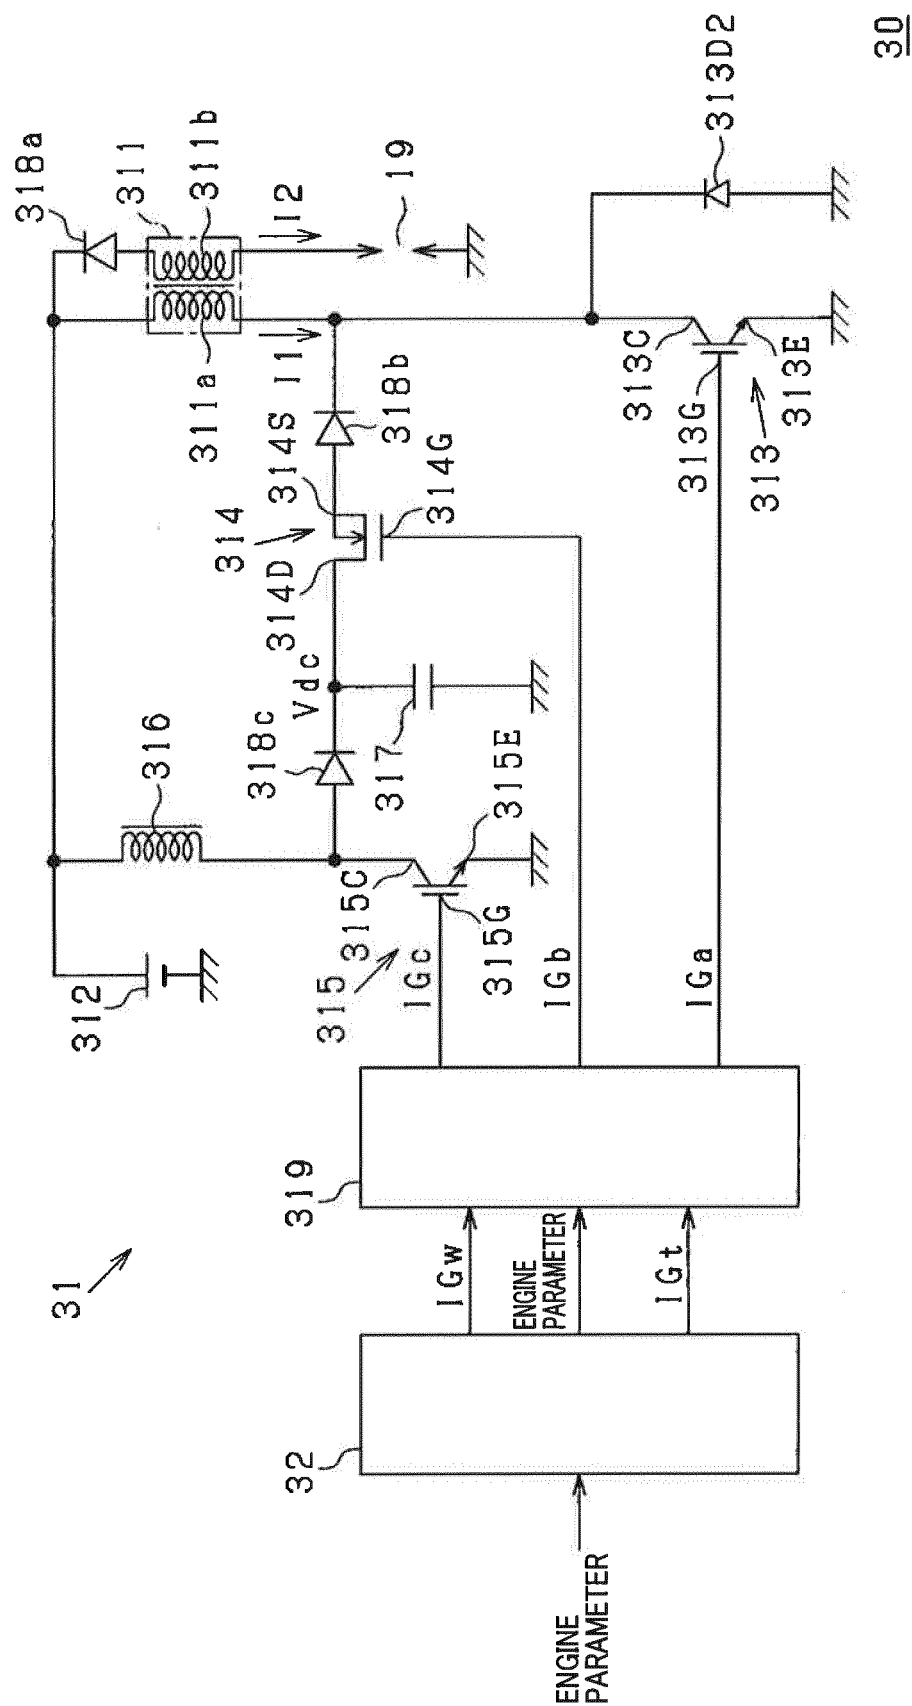 30
31
318a
311
311b
I2
19
313D2
316
311a
I1
318b
314S
314
314G
314D
Vdc
318c
317
313C
313G
313
313E
312
315C
315E
315G
315
IGc
IGb
IGa
319
IGw
ENGINE
PARAMETER
IGt
32
ENGINE
PARAMETER